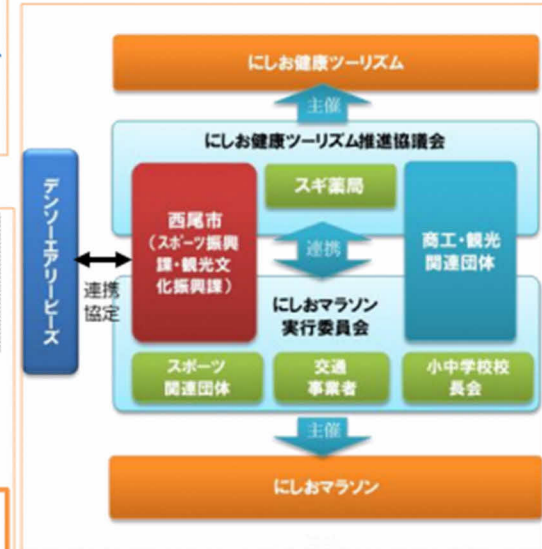 にしお健康ツーリズム
主催
にしお健康ツーリズム推進協議会
スギ薬局
西尾市
(スポーツ振興
課・観光文
化振興課)
商工・観光
関連団体
連携
デンソーエアリービーズ
連携
協定
にしおマラソン
実行委員会
スポーツ
関連団体
交通
事業者
小中学校校
長会
主催
にしおマラソン